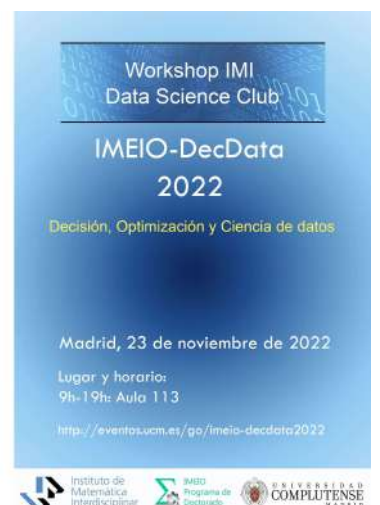 Workshop IMI
Data Science Club
IMEIO-DecData
2022
Decisión, Optimización y Ciencia de datos
Madrid, 23 de noviembre de 2022
Lugar y horario:
9h-19h: Aula 113
http://eventos.ucm.es/go/imeio-decdata2022
Instituto de
Matemática
Interdisciplinar
IMEIO
Programa de
Doctorado
UNIVERSIDAD
COMPLUTENSE
MADRID